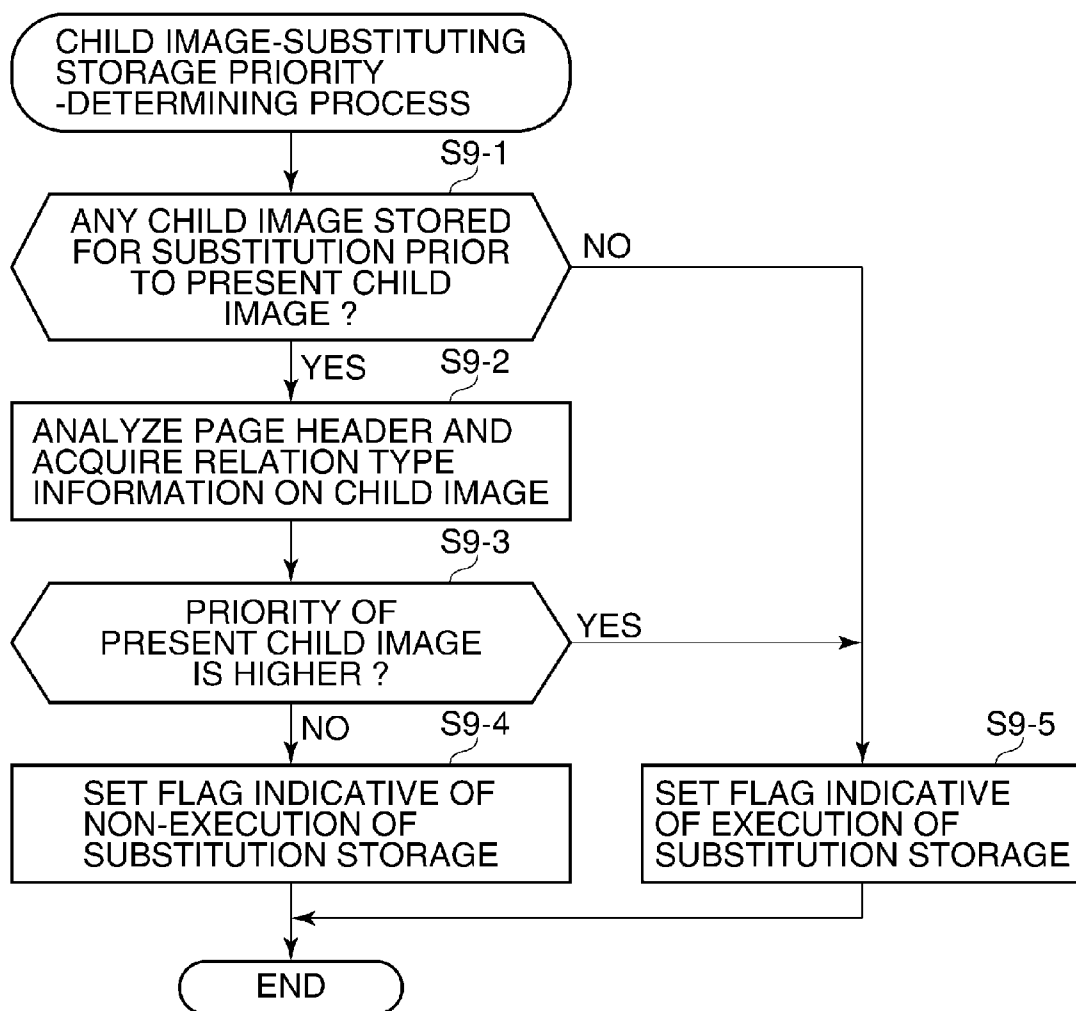 CHILD IMAGE-SUBSTITUTING
STORAGE PRIORITY
-DETERMINING PROCESS
S9-1
ANY CHILD IMAGE STORED
FOR SUBSTITUTION PRIOR
TO PRESENT CHILD
IMAGE ?
NO
YES
S9-2
ANALYZE PAGE HEADER AND
ACQUIRE RELATION TYPE
INFORMATION ON CHILD IMAGE
S9-3
PRIORITY OF
PRESENT CHILD IMAGE
IS HIGHER ?
YES
NO
S9-4
SET FLAG INDICATIVE OF
NON-EXECUTION OF
SUBSTITUTION STORAGE
S9-5
SET FLAG INDICATIVE
OF EXECUTION OF
SUBSTITUTION STORAGE
END